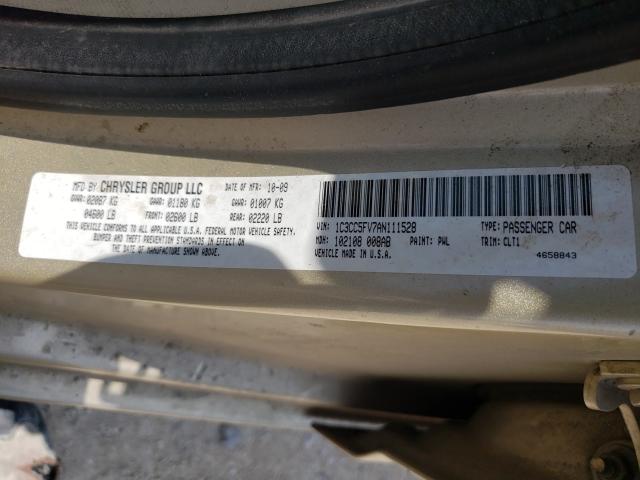 MFD BY CHRYSLER GROUP LLC DATE OF MFR: 10-09
GVWR: 02087 KG GAWR: 01180 KG GAWR: 01007 KG
04600 LB FRONT: 02600 LB REAR: 02220 LB
THIS VEHICLE CONFORMS TO ALL APPLICABLE U.S.A. FEDERAL MOTOR VEHICLE SAFETY,
BUMPER AND THEFT PREVENTION STANDARDS IN EFFECT ON
THE DATE OF MANUFACTURE SHOWN ABOVE.
VIN: 1C3CC5FV7AN111528 TYPE: PASSENGER CAR
MDH: 102108 008AB PAINT: PWL TRIM: CLT1
VEHICLE MADE IN U.S.A. 4658843